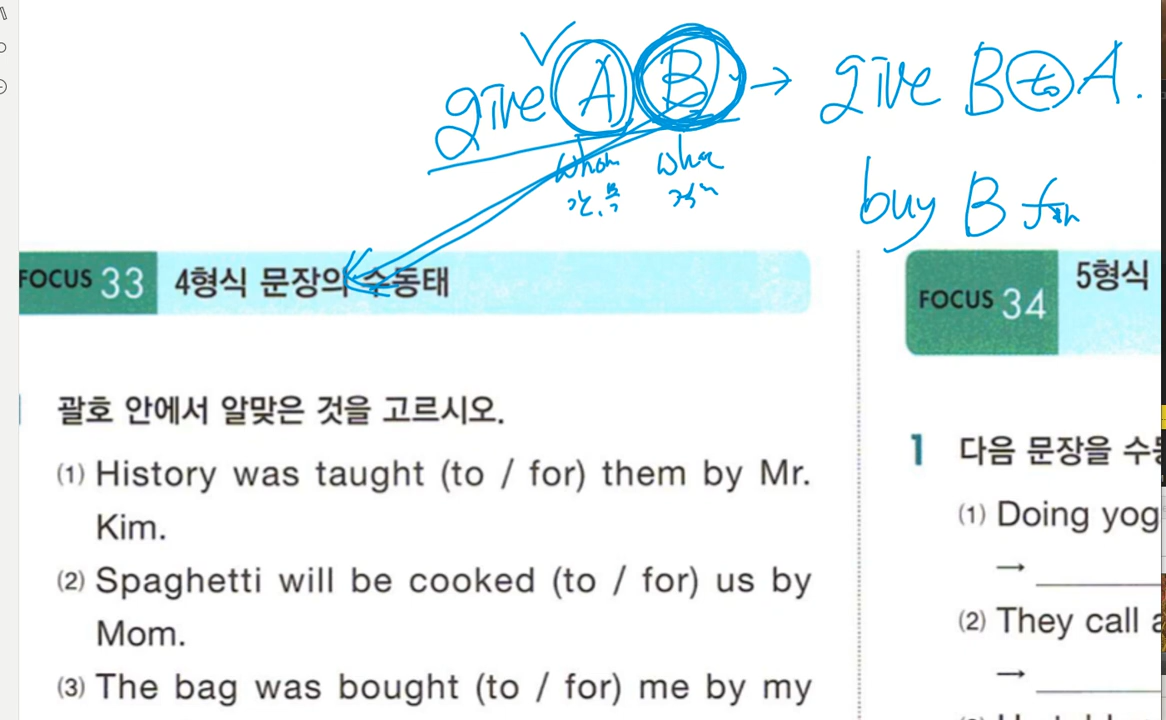 give A B → give B to A.
whom
간.목
buy B for
FOCUS 33 4형식 문장의 수동태
괄호 안에서 알맞은 것을 고르시오.
(1) History was taught (to / for) them by Mr.
Kim.
(2) Spaghetti will be cooked (to / for) us by
Mom.
(3) The bag was bought (to / for) me by my
FOCUS 34 5형식
1 다음 문장을 수동
(1) Doing yog
→
(2) They call a
→